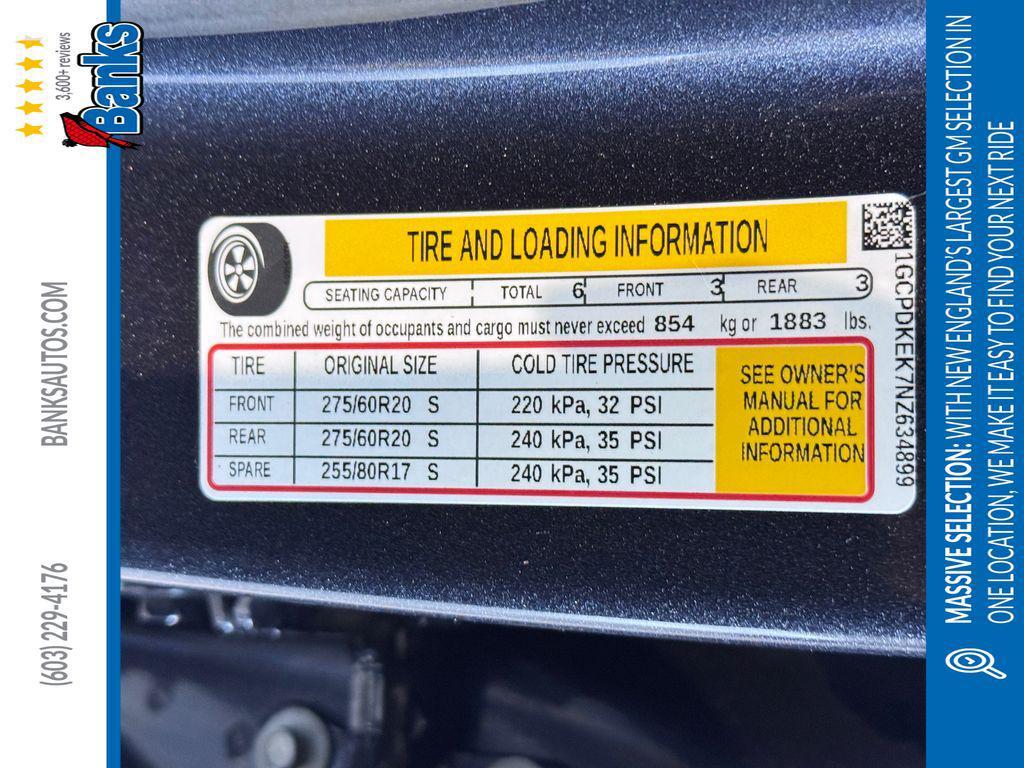 3,600+ reviews
Banks
BANKSAUTOS.COM
(603) 229-4176
TIRE AND LOADING INFORMATION
SEATING CAPACITY TOTAL 6 FRONT 3 REAR 3
The combined weight of occupants and cargo must never exceed 854 kg or 1883 lbs.
TIRE ORIGINAL SIZE COLD TIRE PRESSURE
FRONT 275/60R20 S 220 kPa, 32 PSI
REAR 275/60R20 S 240 kPa, 35 PSI
SPARE 255/80R17 S 240 kPa, 35 PSI
SEE OWNER'S
MANUAL FOR
ADDITIONAL
INFORMATION
1GCPDKEK7NZ634899
MASSIVE SELECTION: WITH NEW ENGLAND'S LARGEST GM SELECTION IN
ONE LOCATION, WE MAKE IT EASY TO FIND YOUR NEXT RIDE